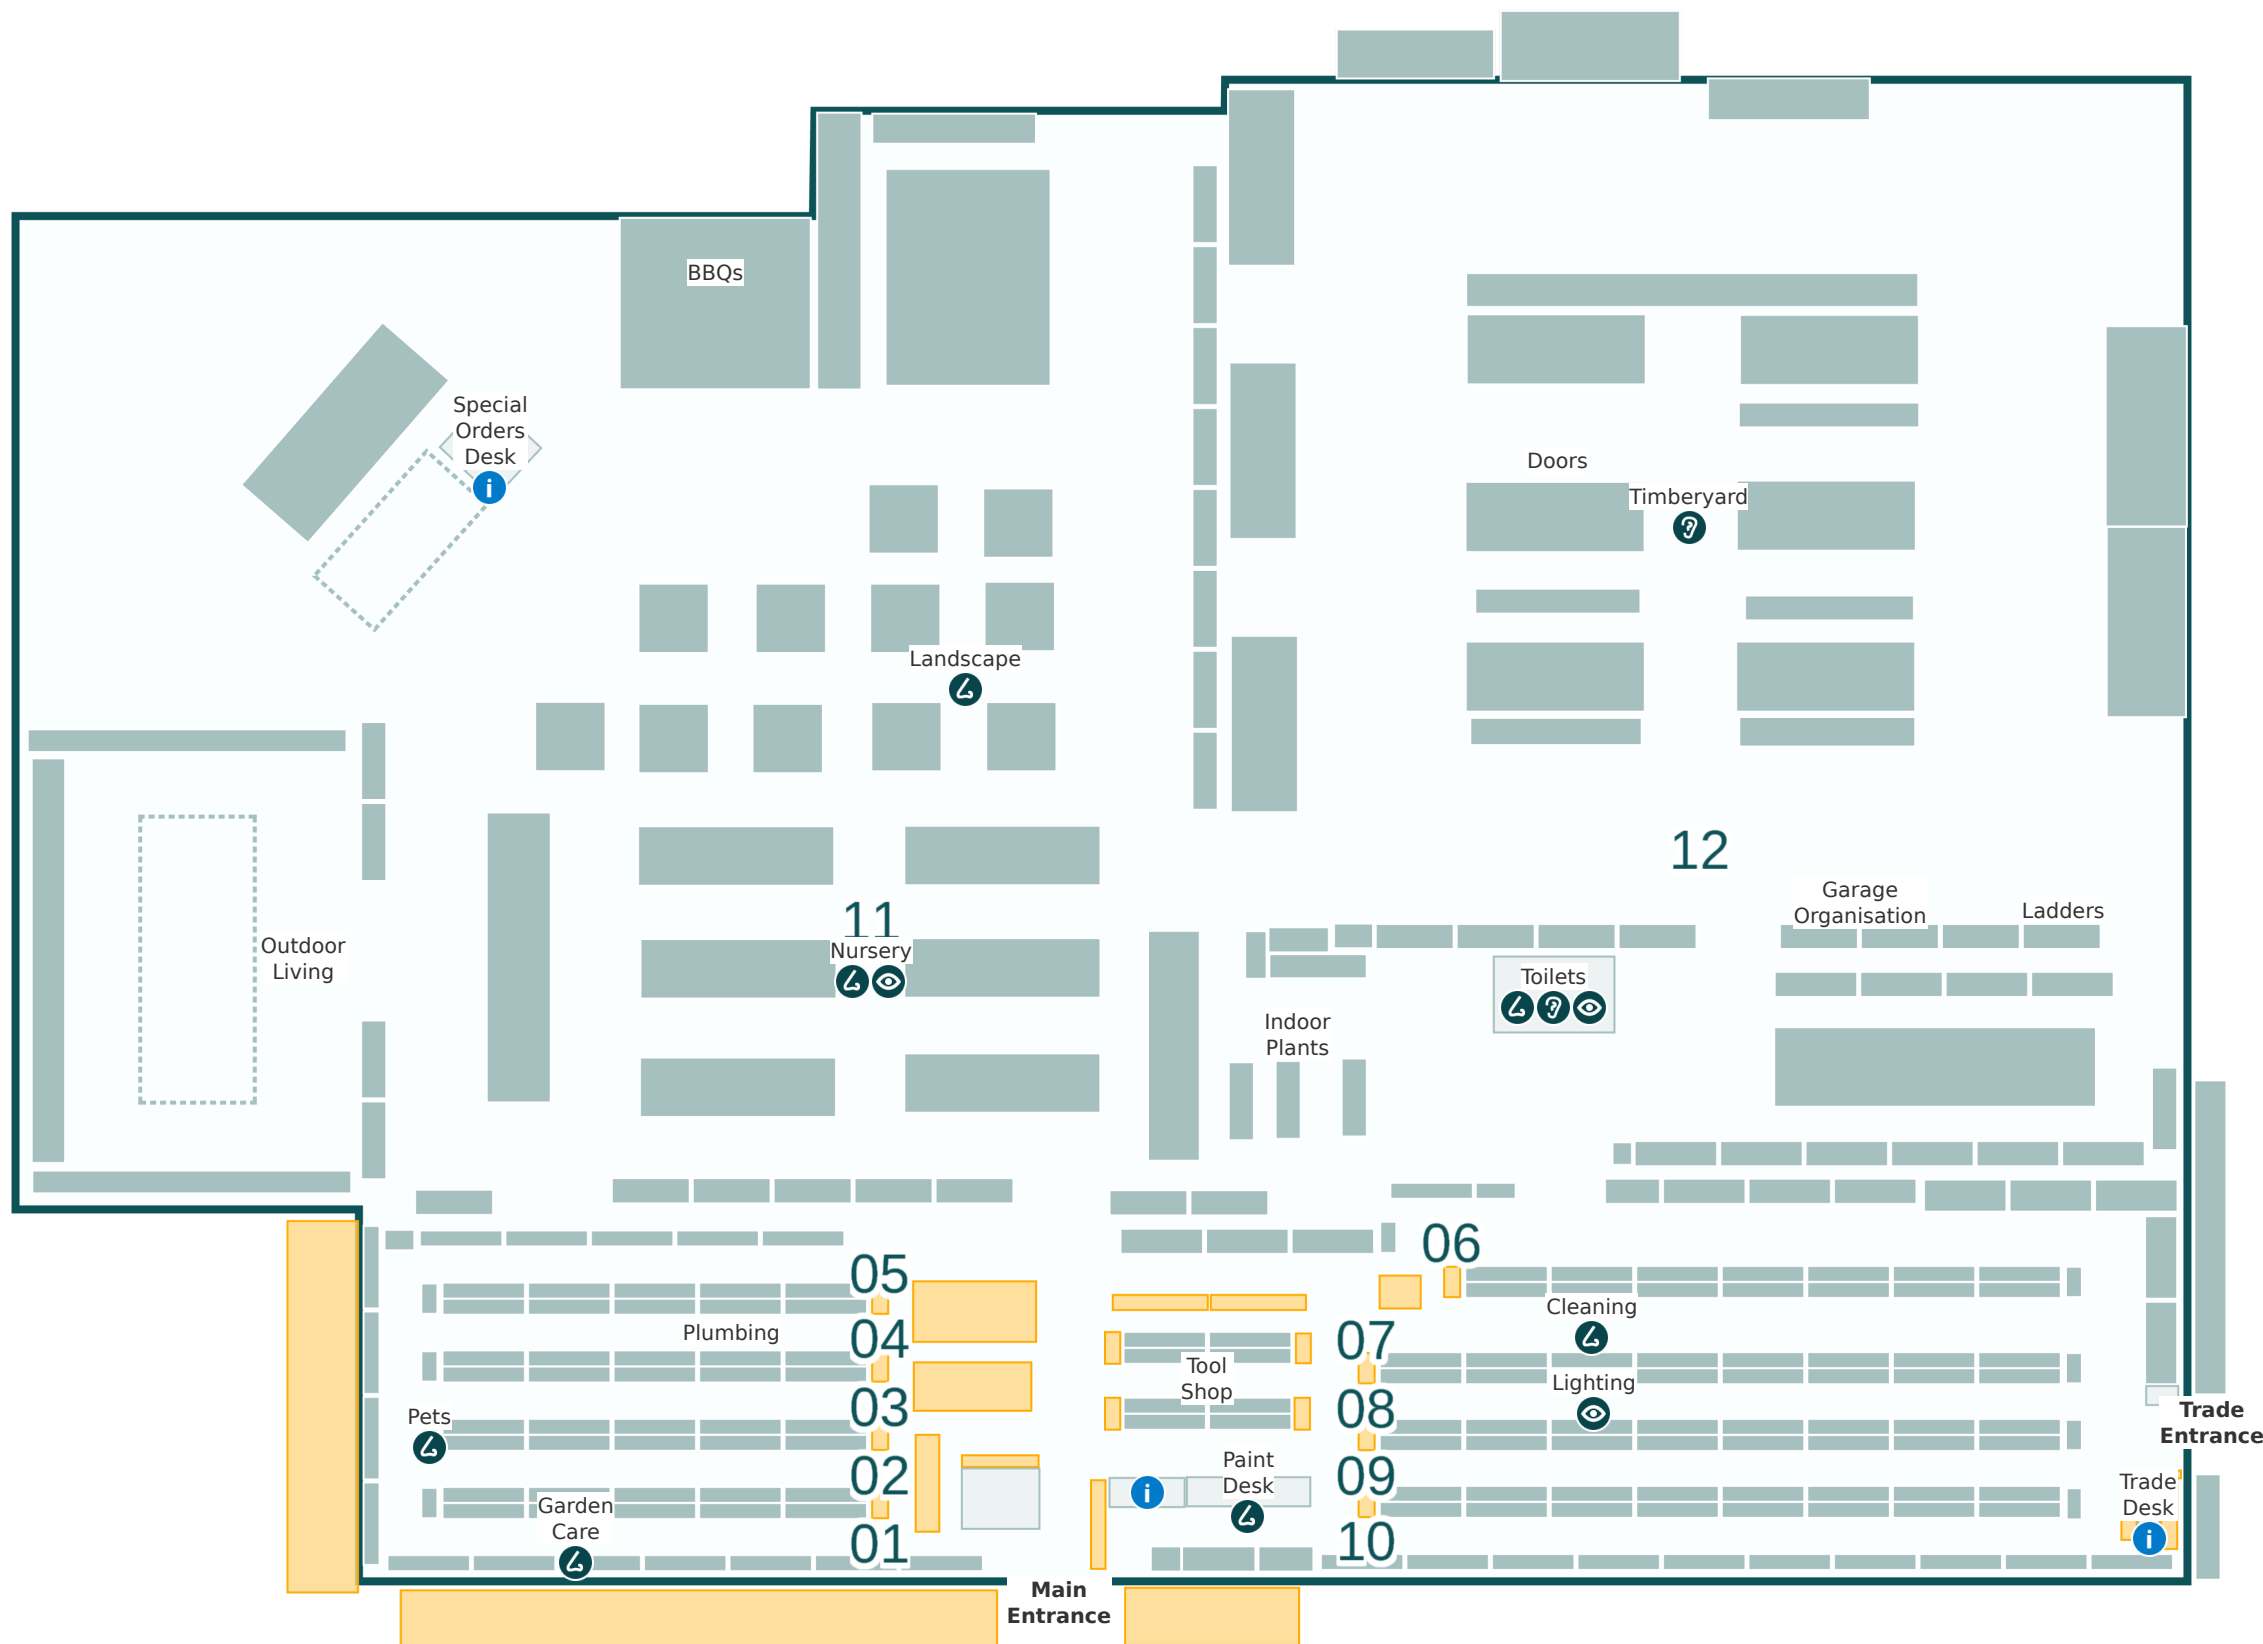 BBQs
Special
Orders
Desk
i
Doors
Timberyard
Landscape
12
Garage
Organisation
Ladders
11
Nursery
Outdoor
Living
Toilets
Indoor
Plants
06
05
Cleaning
Plumbing
04
07
Tool
Shop
Lighting
03
08
Pets
Trade
Entrance
02
09
Paint
Desk
i
Trade
Desk
i
Garden
Care
01
10
Main
Entrance